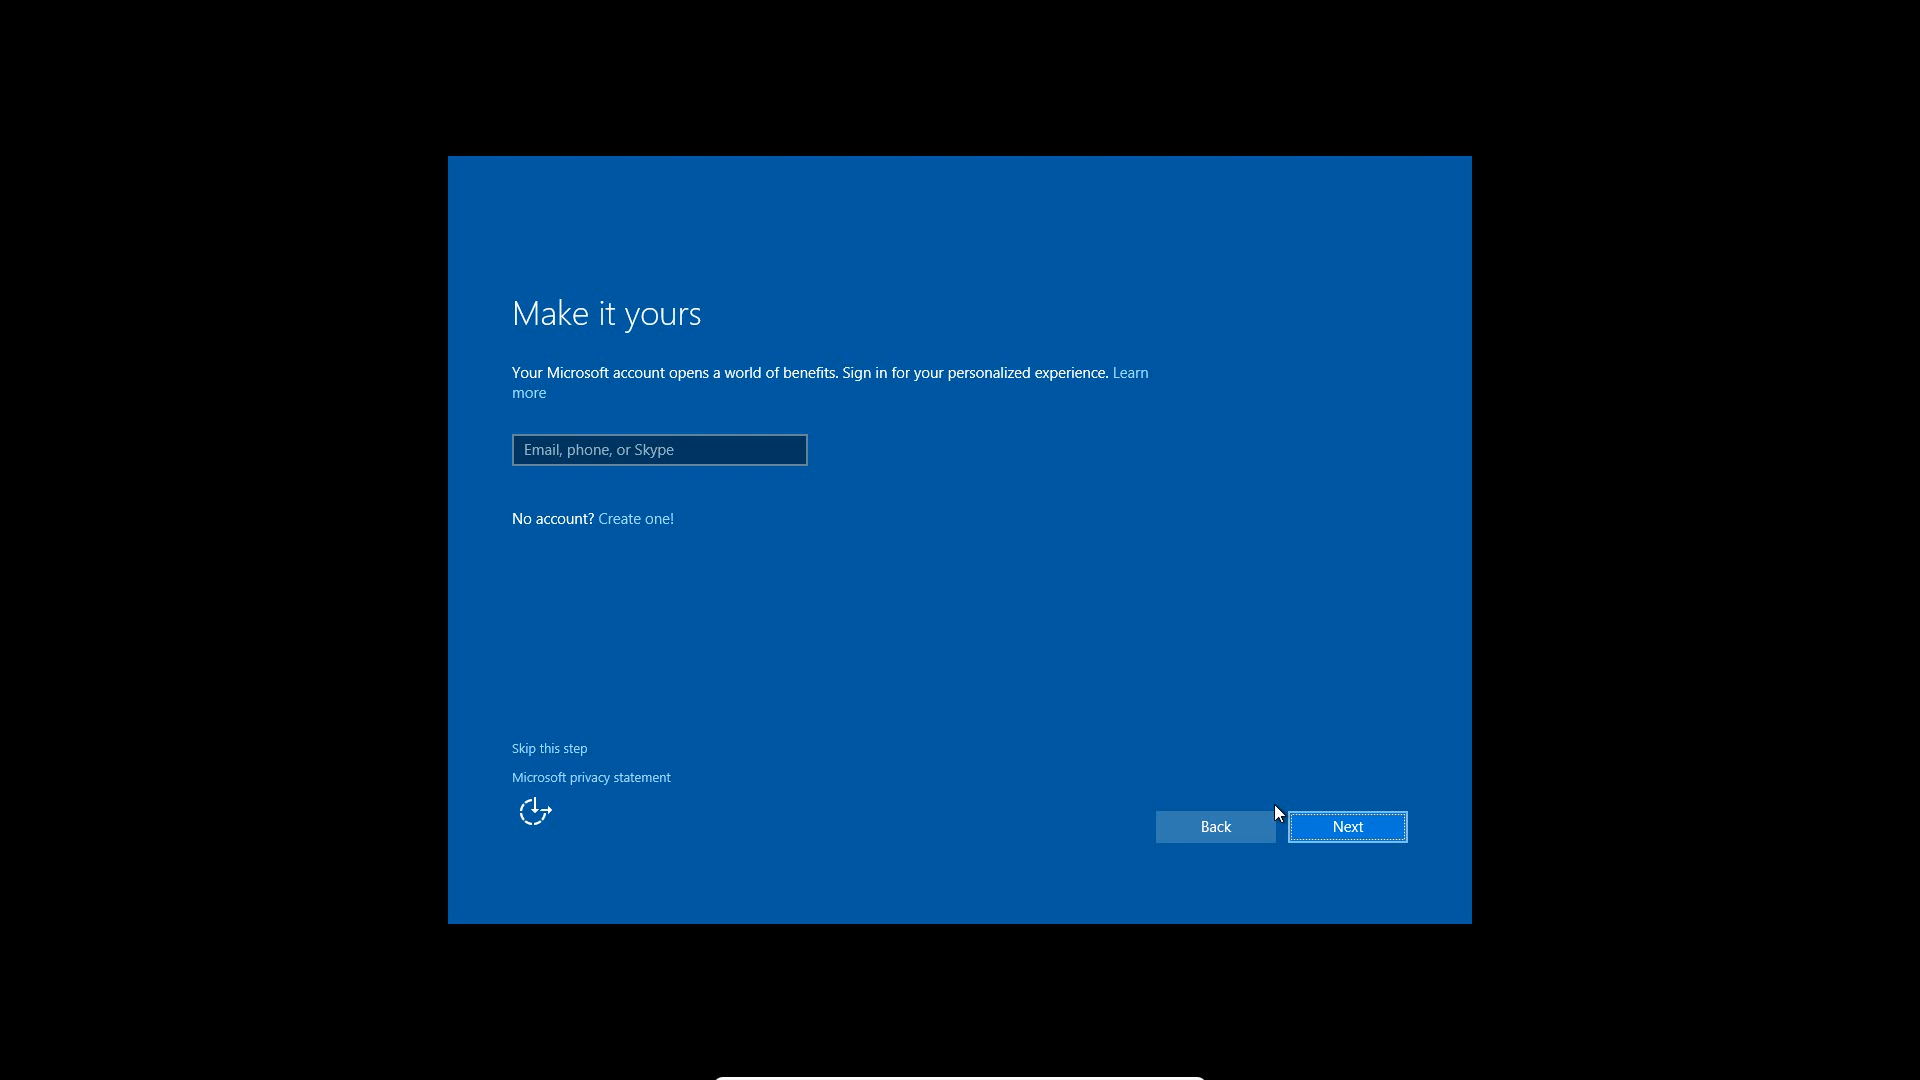 Make it yours
Your Microsoft account opens a world of benefits. Sign in for your personalized experience. Learn
more
Email, phone, or Skype
No account? Create one!
Skip this step
Microsoft privacy statement
Back
Next